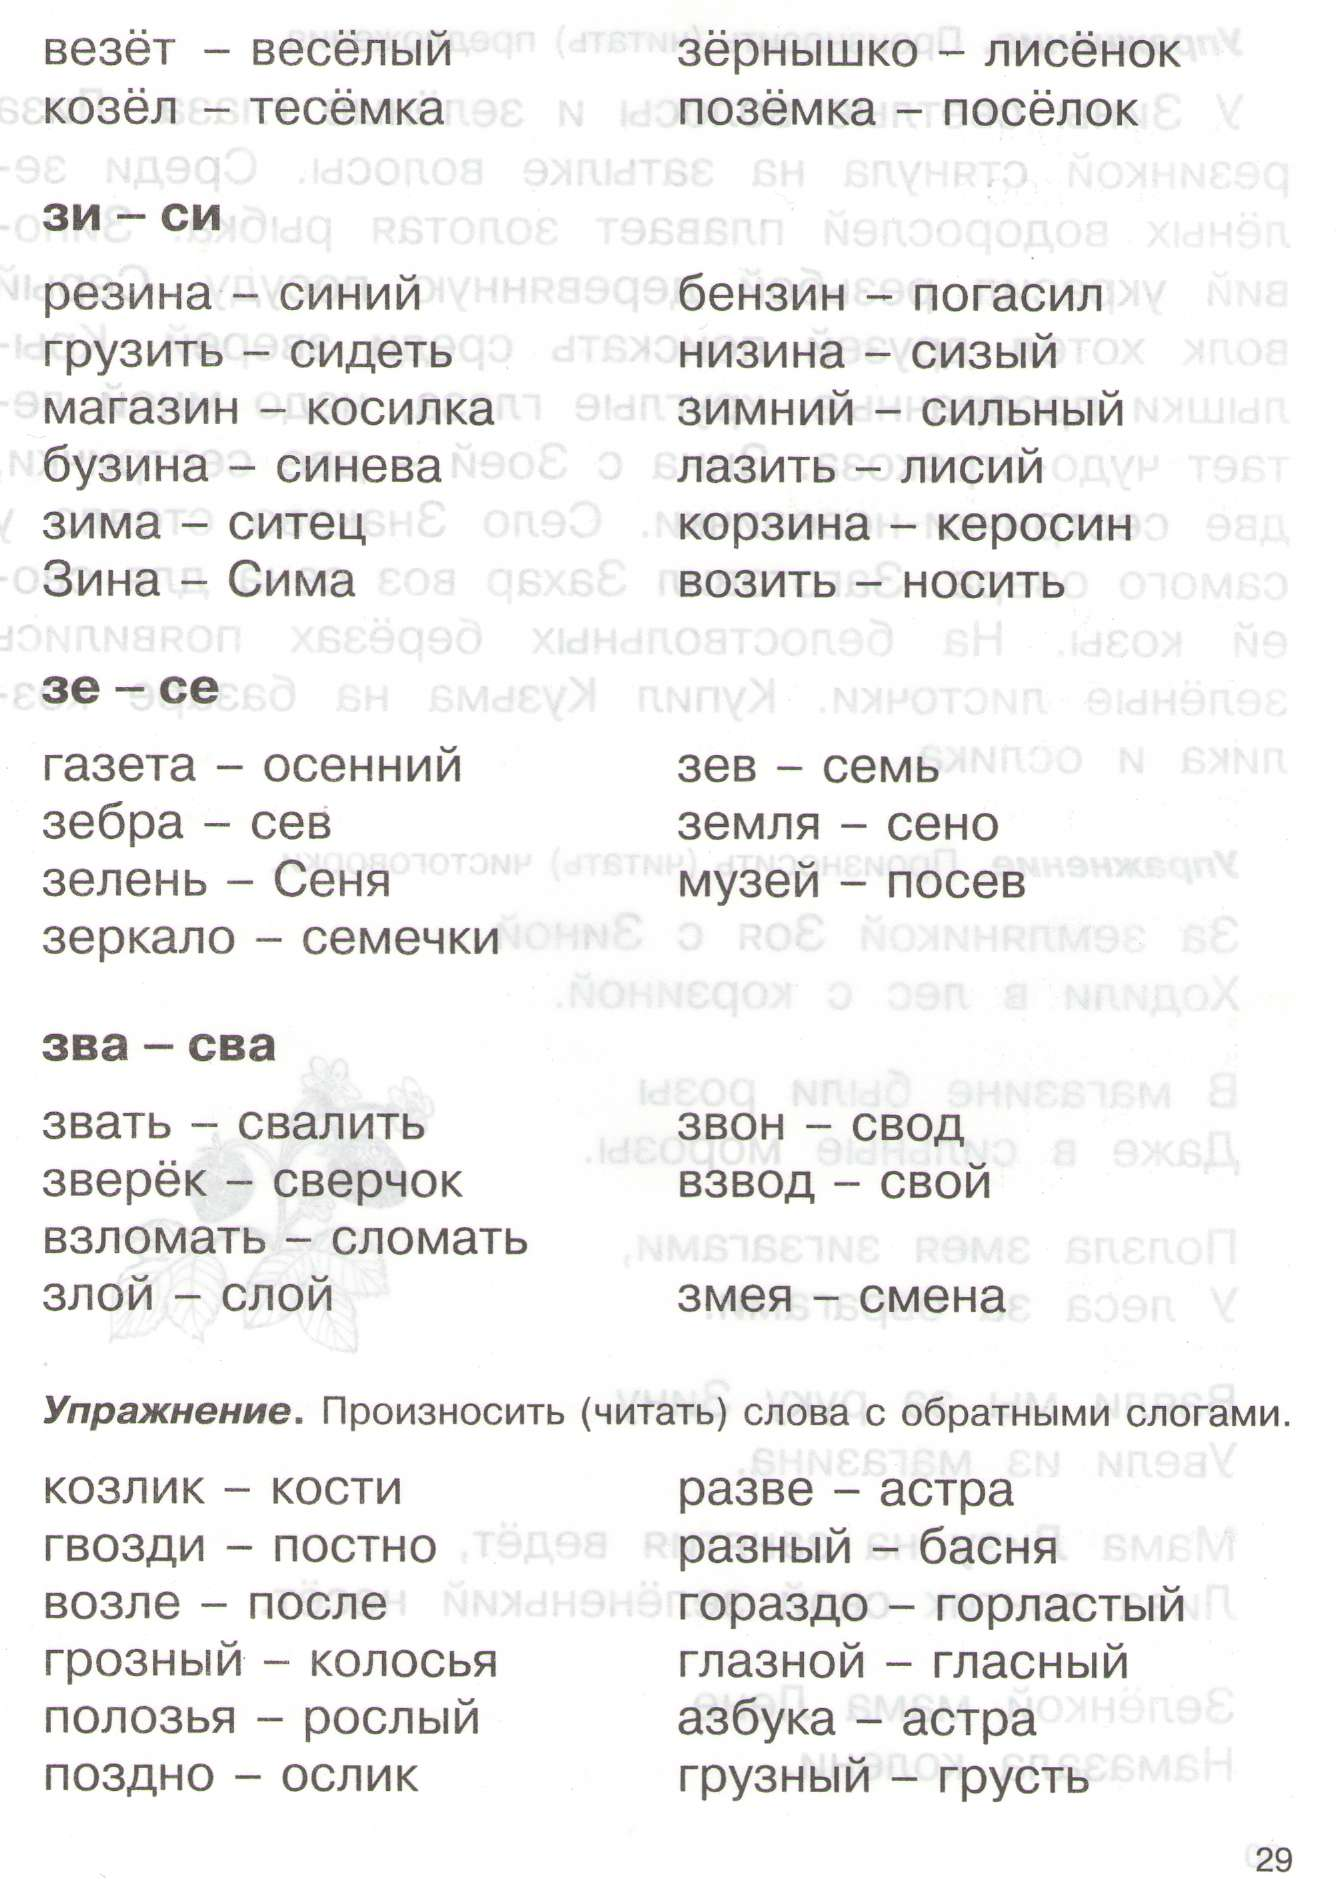 везёт – весёлый зёрнышко – лисёнок
козёл – тесёмка позёмка – посёлок
зи – си
резина – синий бензин – погасил
грузить – сидеть низина – сизый
магазин – косилка зимний – сильный
бузина – синева лазить – лисий
зима – ситец корзина – керосин
Зина – Сима возить – носить
зе – се
газета – осенний зев – семь
зебра – сев земля – сено
зелень – Сеня музей – посев
зеркало – семечки
зва – сва
звать – свалить звон – свод
зверёк – сверчок взвод – свой
взломать – сломать
злой – слой змея – смена
Упражнение. Произносить (читать) слова с обратными слогами.
козлик – кости разве – астра
гвозди – постно разный – басня
возле – после гораздо – горластый
грозный – колосья глазной – гласный
полозья – рослый азбука – астра
поздно – ослик грузный – грусть
29